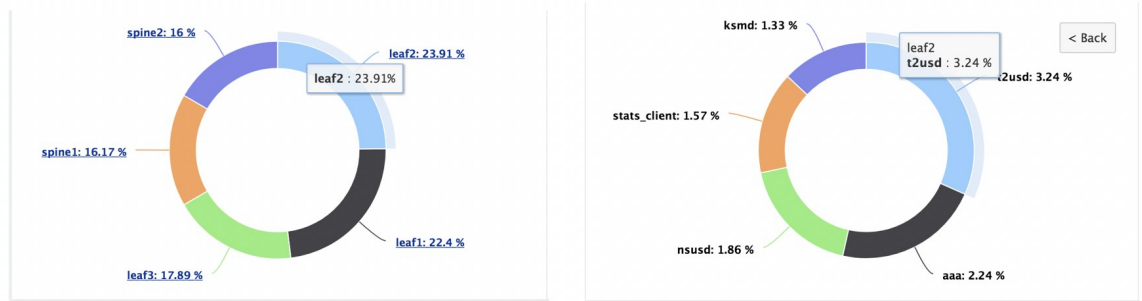 spine2: 16 %
leaf2: 23.91 %
leaf2 : 23.91%
spine1: 16.17 %
leaf1: 22.4 %
leaf3: 17.89 %
ksmd: 1.33 %
< Back
leaf2
t2usd : 3.24 %
t2usd: 3.24 %
stats_client: 1.57 %
nsusd: 1.86 %
aaa: 2.24 %